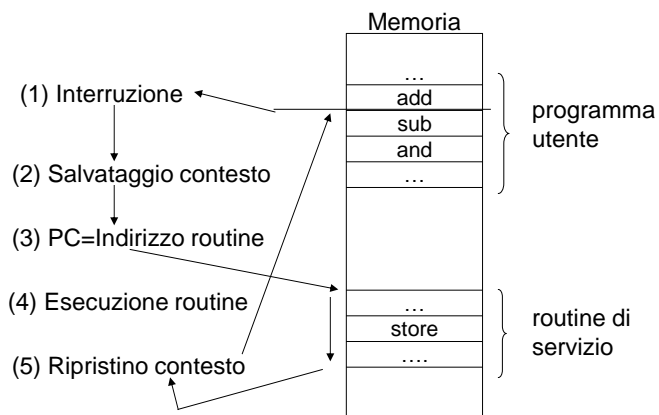 Memoria
…
(1) Interruzione
add
programma
utente
sub
and
(2) Salvataggio contesto
…
(3) PC=Indirizzo routine
(4) Esecuzione routine
…
store
routine di
servizio
(5) Ripristino contesto
….